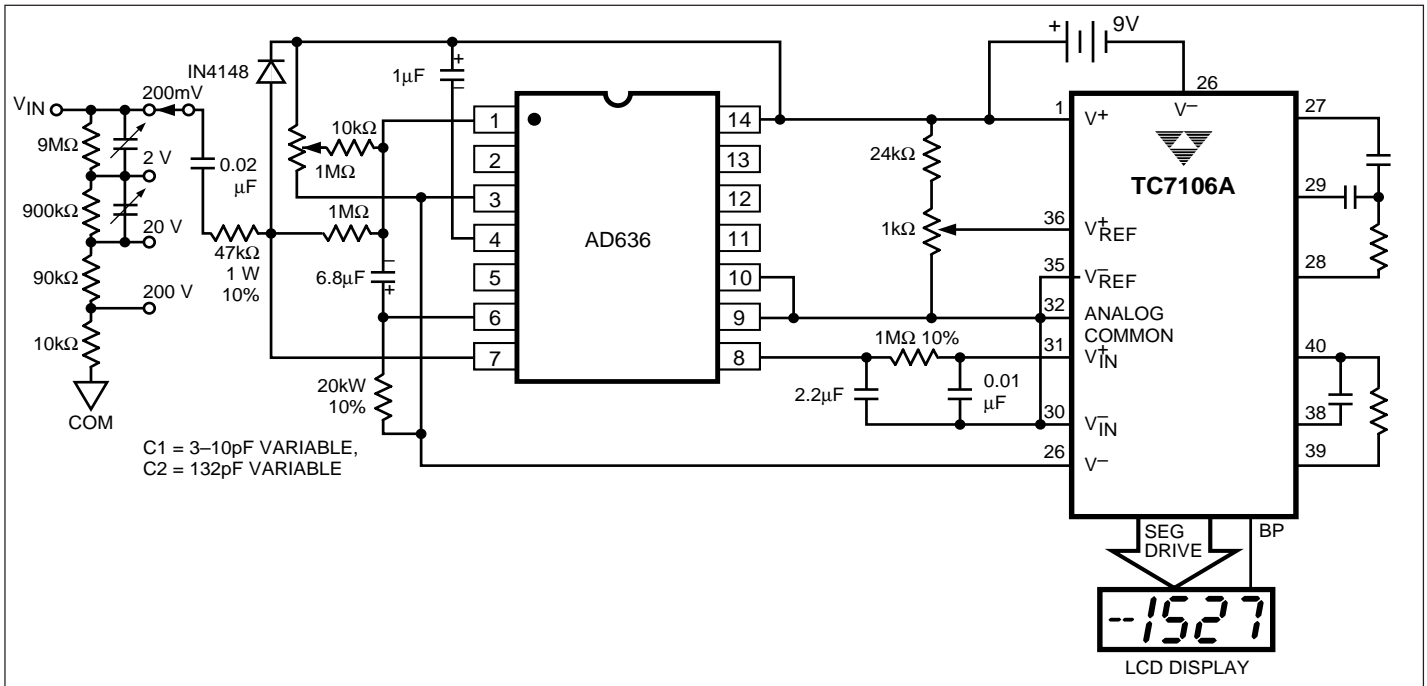 9V
26
V–
IN4148
1µF
+
–
+
VIN
200mV
9MΩ
2 V
900kΩ
20 V
90kΩ
200 V
10kΩ
COM
0.02
µF
47kΩ
1 W
10%
10kΩ
1MΩ
1MΩ
6.8µF
–
+
20kW
10%
C1 = 3–10pF VARIABLE,
C2 = 132pF VARIABLE
1
2
3
4
5
6
7
AD636
14
13
12
11
10
9
8
24kΩ
1kΩ
1MΩ 10%
2.2µF
0.01
µF
1
V+
TC7106A
36
V+REF
35
V–REF
32
ANALOG
COMMON
31
V+IN
30
V–IN
26
V–
27
29
28
40
38
39
SEG
DRIVE
BP
--1527
LCD DISPLAY